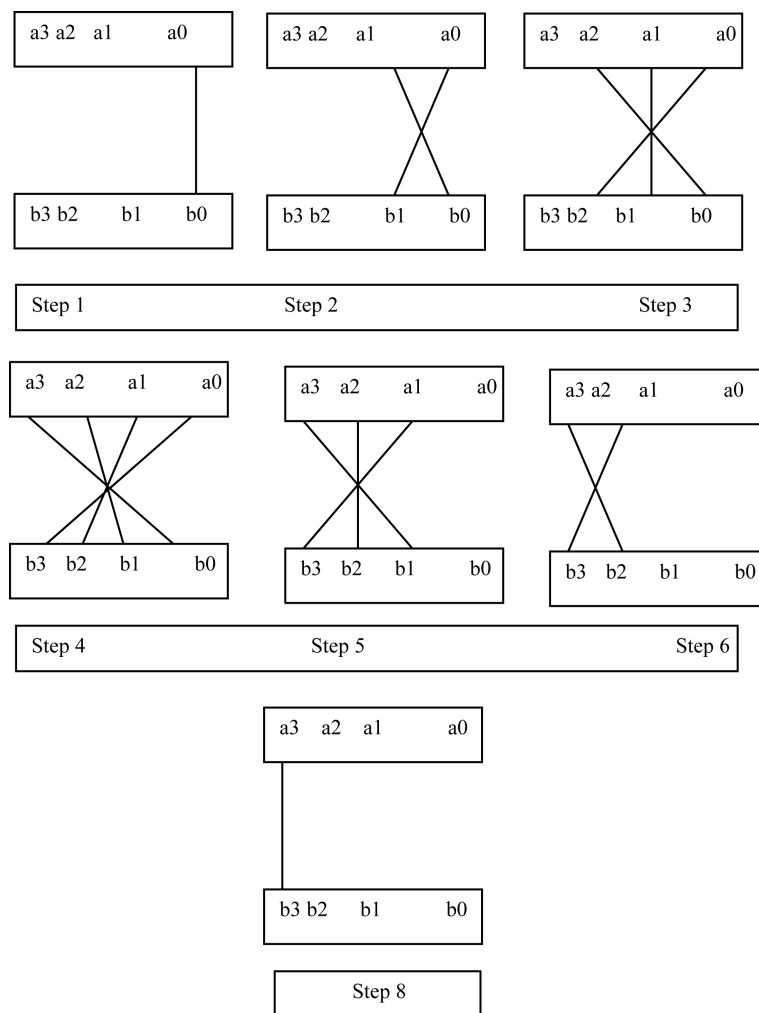 a3 a2 a1 a0 a3 a2 a1 a0 a3 a2 a1 a0
b3 b2 b1 b0 b3 b2 b1 b0 b3 b2 b1 b0
Step 1 Step 2 Step 3
a3 a2 a1 a0 a3 a2 a1 a0 a3 a2 a1 a0
b3 b2 b1 b0 b3 b2 b1 b0 b3 b2 b1 b0
Step 4 Step 5 Step 6
a3 a2 a1 a0
b3 b2 b1 b0
Step 8